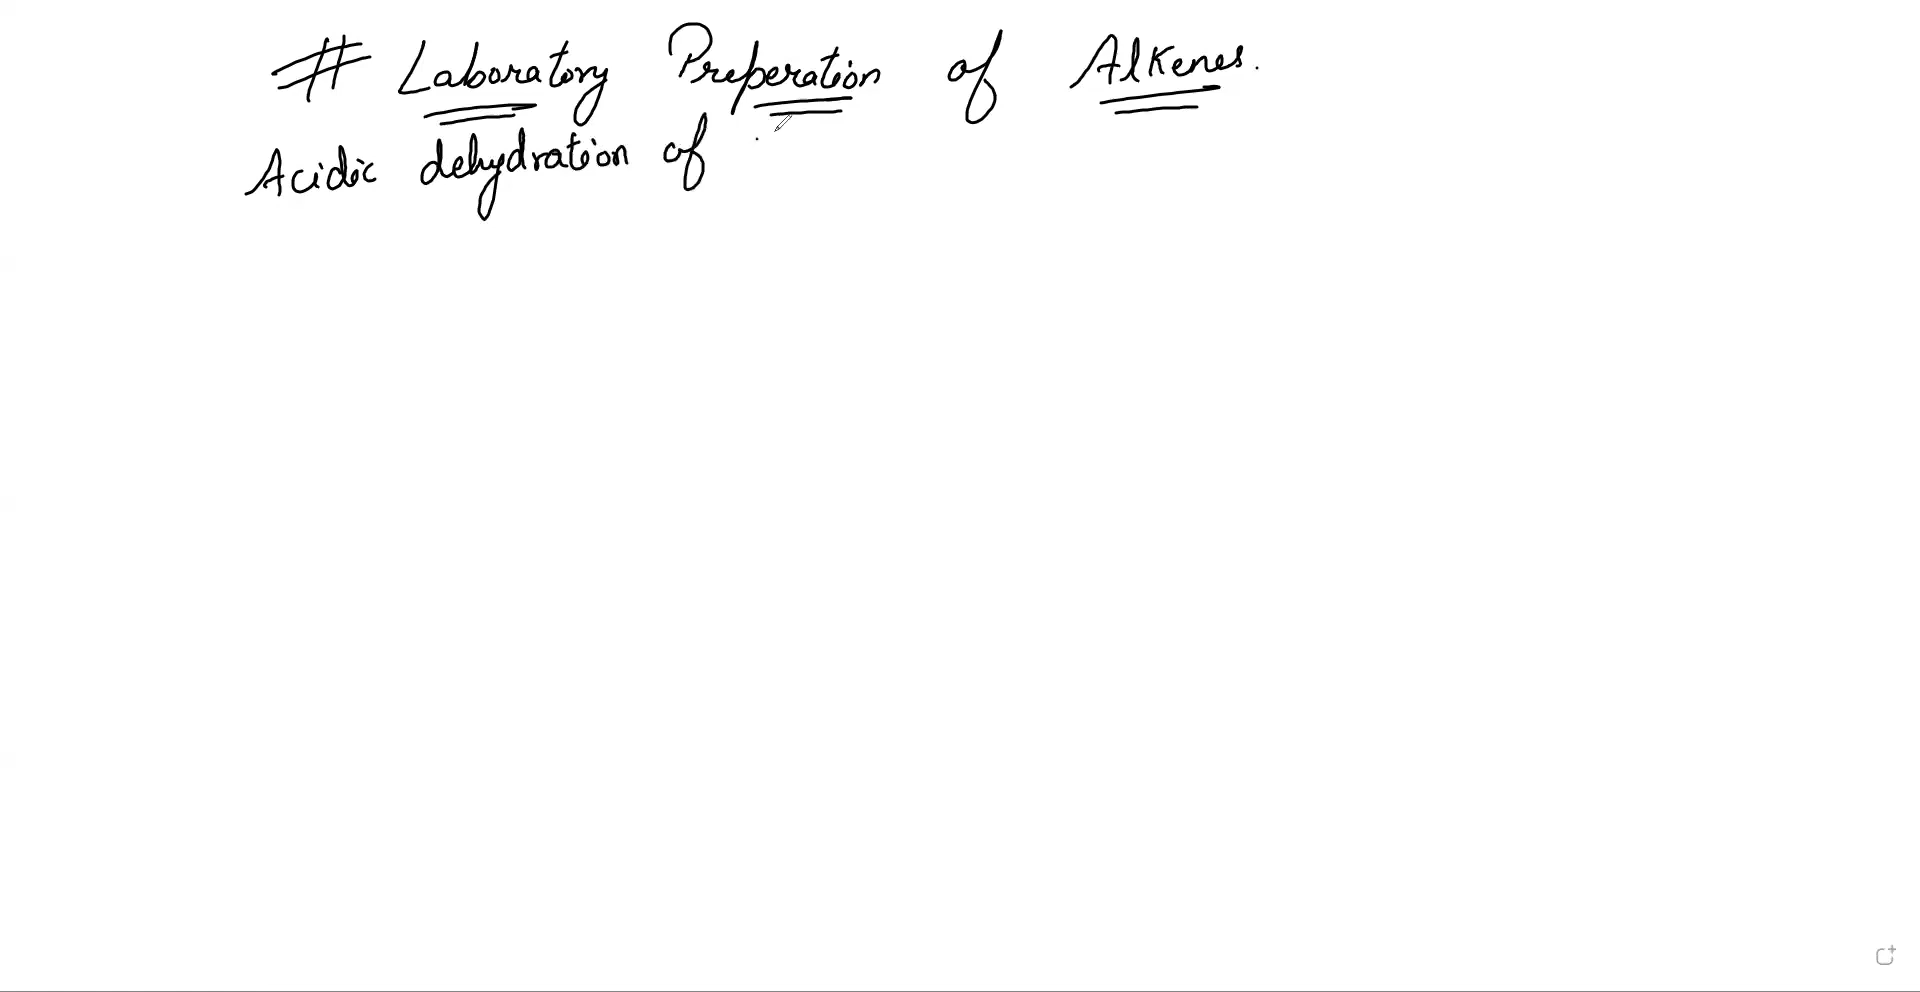 # Laboratory Preperation of Alkenes.
Acidic dehydration of